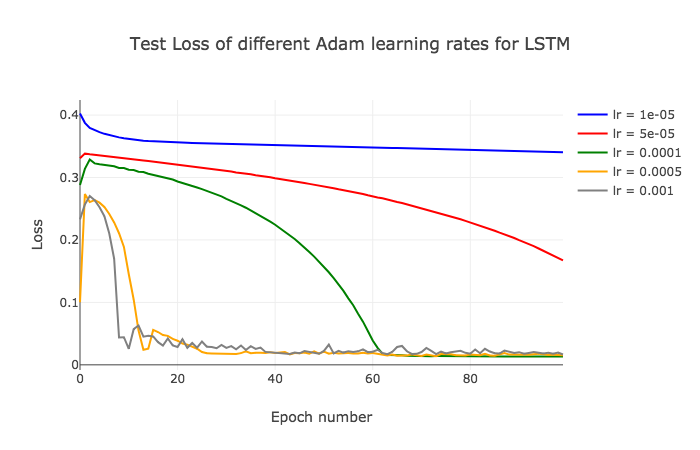 Test Loss of different Adam learning rates for LSTM
0.4
0.3
0.2
0.1
0
0
20
40
60
80
Loss
Epoch number
lr = 1e-05
lr = 5e-05
lr = 0.0001
lr = 0.0005
lr = 0.001